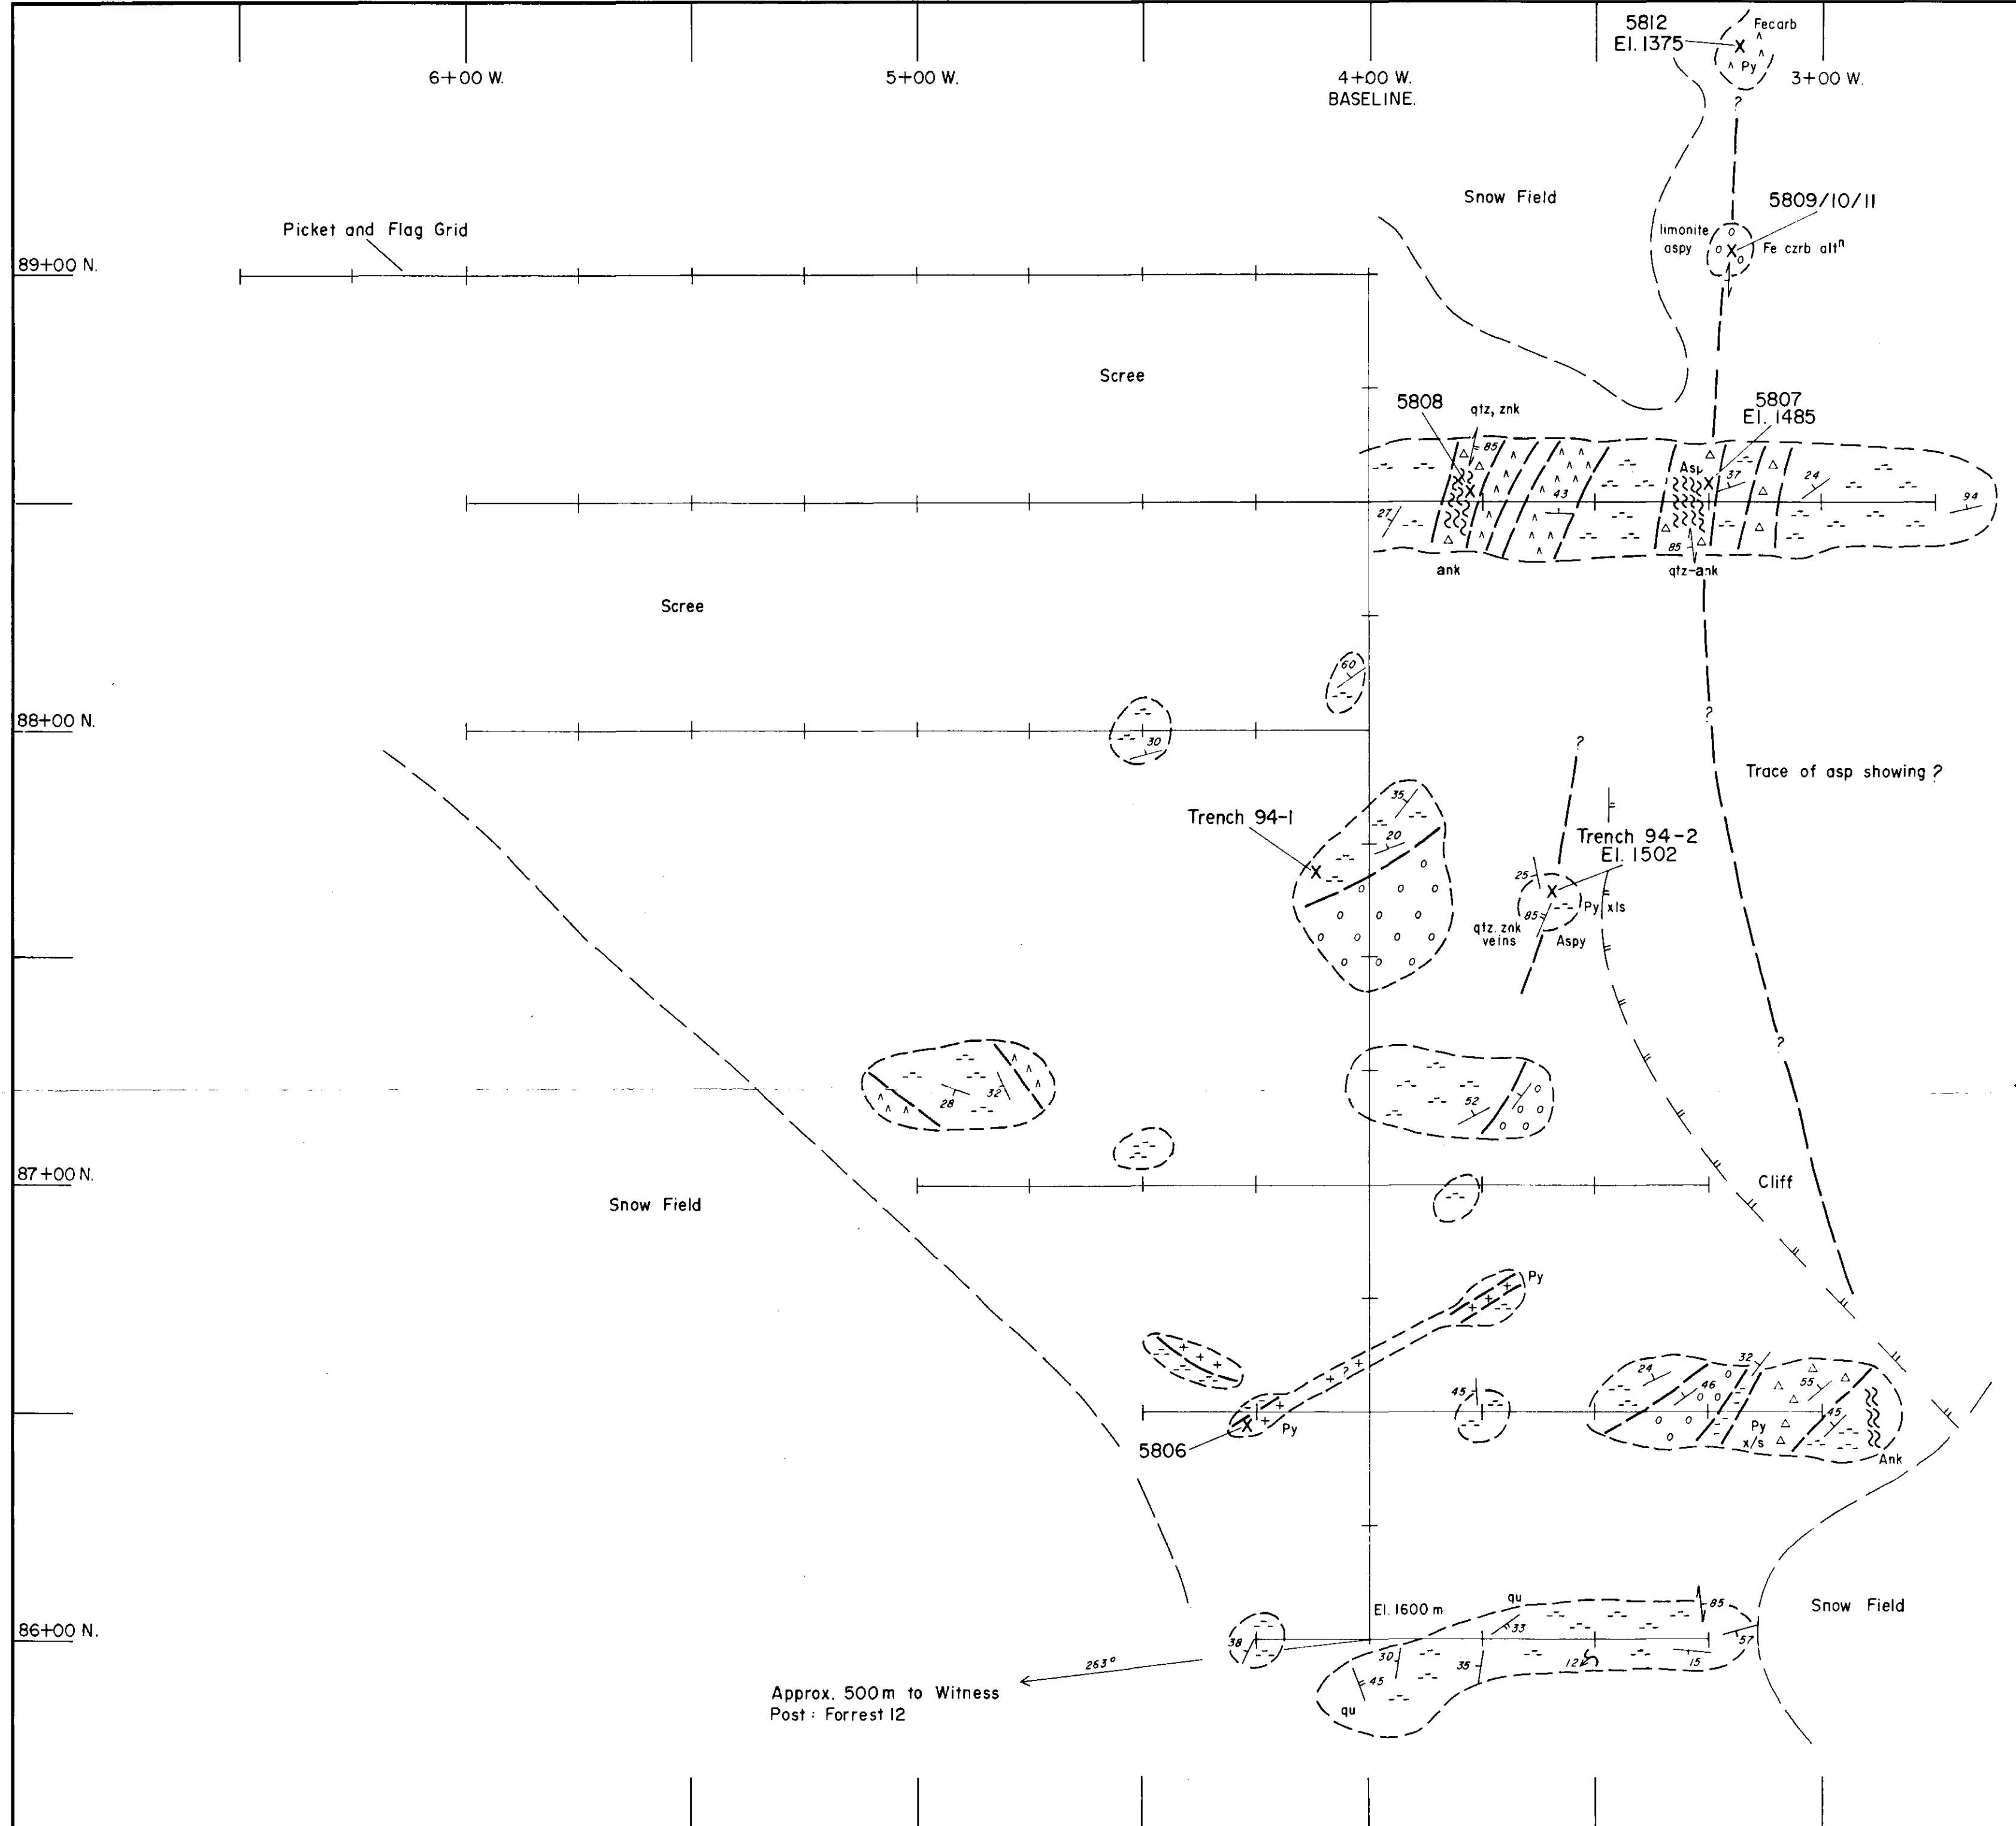 5812
El. 1375
Fecarb
Py
6+00 W.
5+00 W.
4+00 W.
BASELINE.
3+00 W.
?
Snow Field
5809/10/11
Picket and Flag Grid
limonite
aspy
Fe czrb altⁿ
89+00 N.
Scree
5808
qtz, znk
5807
El. 1485
85
Asp
37
24
43
94
27
85
ank
qtz-ank
Scree
60
88+00 N.
30
?
?
Trace of asp showing ?
35
Trench 94-1
20
Trench 94-2
El. 1502
25
Py xls
85
qtz. znk
veins
Aspy
?
28
32
52
87+00 N.
Cliff
Snow Field
Py
?
24
32
46
55
45
45
Py
x/s
Py
5806
Ank
El. 1600 m
qu
85
Snow Field
86+00 N.
38
33
57
30
35
12
15
263°
45
Approx. 500m to Witness
Post : Forrest 12
qu